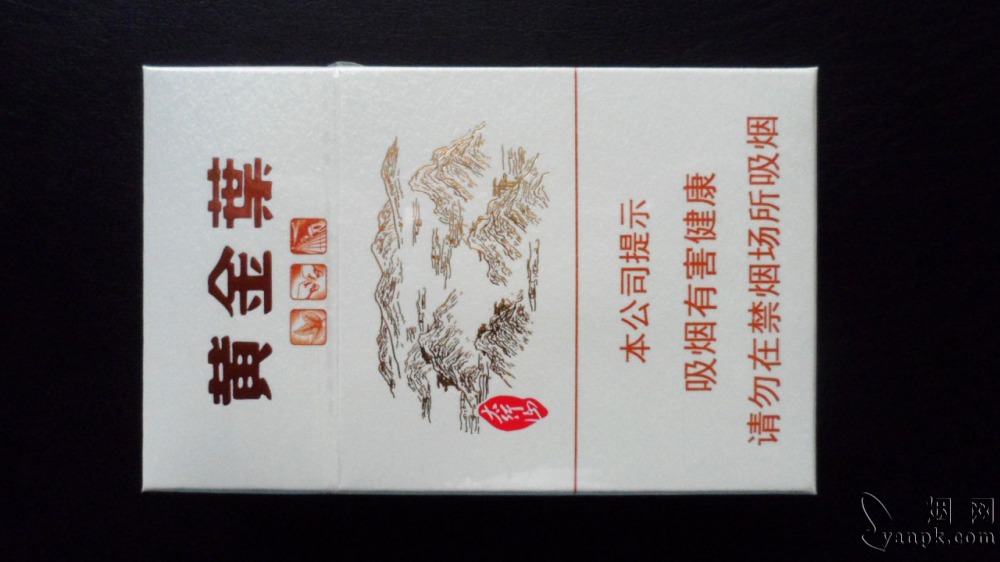 黄金葉
本公司提示
吸烟有害健康
请勿在禁烟场所吸烟
烟网
yanpk.com